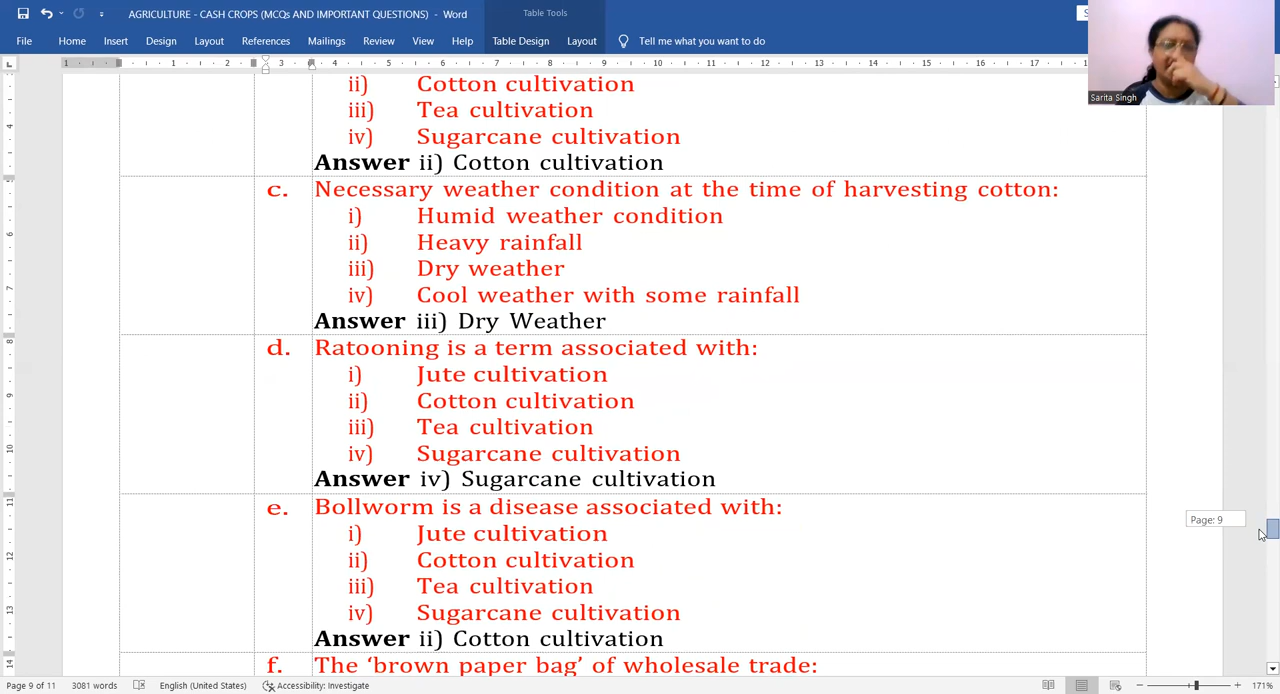 AGRICULTURE - CASH CROPS (MCQs AND IMPORTANT QUESTIONS) - Word
Table Tools
File Home Insert Design Layout References Mailings Review View Help Table Design Layout Tell me what you want to do
Sarita Singh
ii) Cotton cultivation
iii) Tea cultivation
iv) Sugarcane cultivation
Answer ii) Cotton cultivation
c. Necessary weather condition at the time of harvesting cotton:
i) Humid weather condition
ii) Heavy rainfall
iii) Dry weather
iv) Cool weather with some rainfall
Answer iii) Dry Weather
d. Ratooning is a term associated with:
i) Jute cultivation
ii) Cotton cultivation
iii) Tea cultivation
iv) Sugarcane cultivation
Answer iv) Sugarcane cultivation
e. Bollworm is a disease associated with:
i) Jute cultivation
ii) Cotton cultivation
iii) Tea cultivation
iv) Sugarcane cultivation
Answer ii) Cotton cultivation
f. The ‘brown paper bag’ of wholesale trade:
Page: 9
Page 9 of 11 3081 words English (United States) Accessibility: Investigate 171%